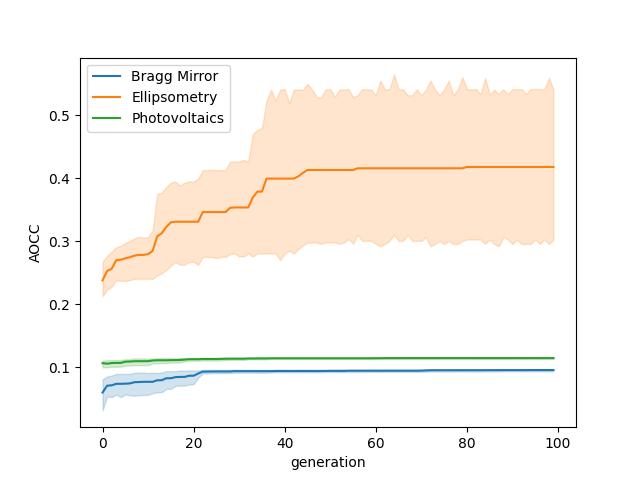 Bragg Mirror
Ellipsometry
Photovoltaics
0.5
0.4
0.3
0.2
0.1
AOCC
0 20 40 60 80 100
generation